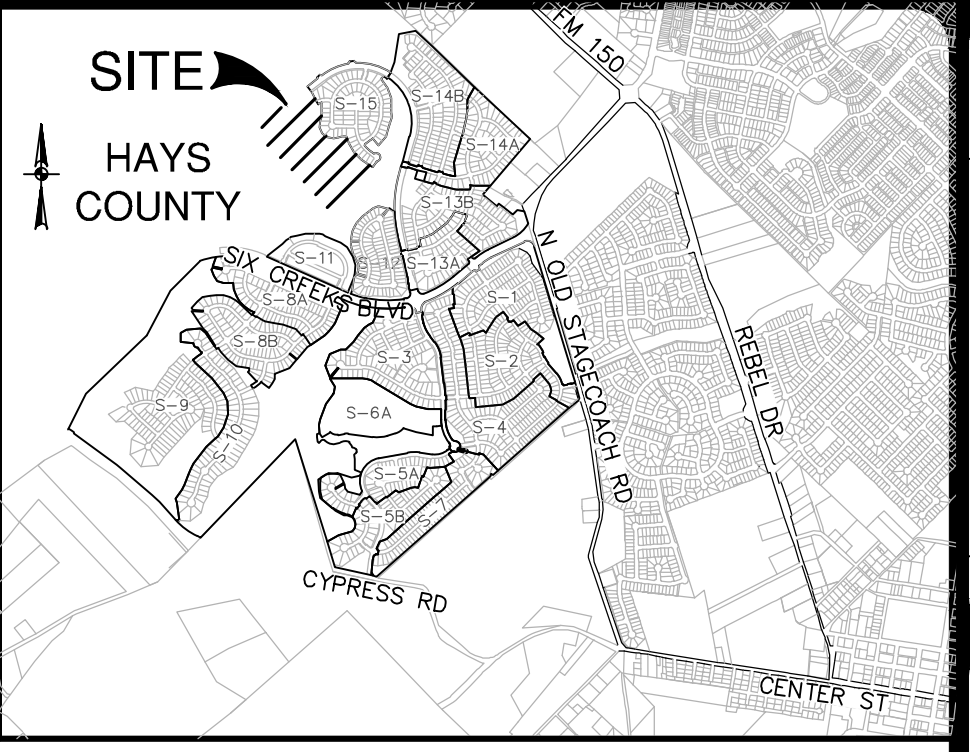 FM 150
SITE
S-15
S-14B
S-14A
HAYS
COUNTY
S-13B
S-11
S-12
S-13A
SIX CREEKS BLVD
S-8A
S-1
N OLD STAGECOACH RD
REBEL DR
S-8B
S-3
S-2
S-9
S-6A
S-10
S-4
S-5A
S-5B
S-7
CYPRESS RD
CENTER ST